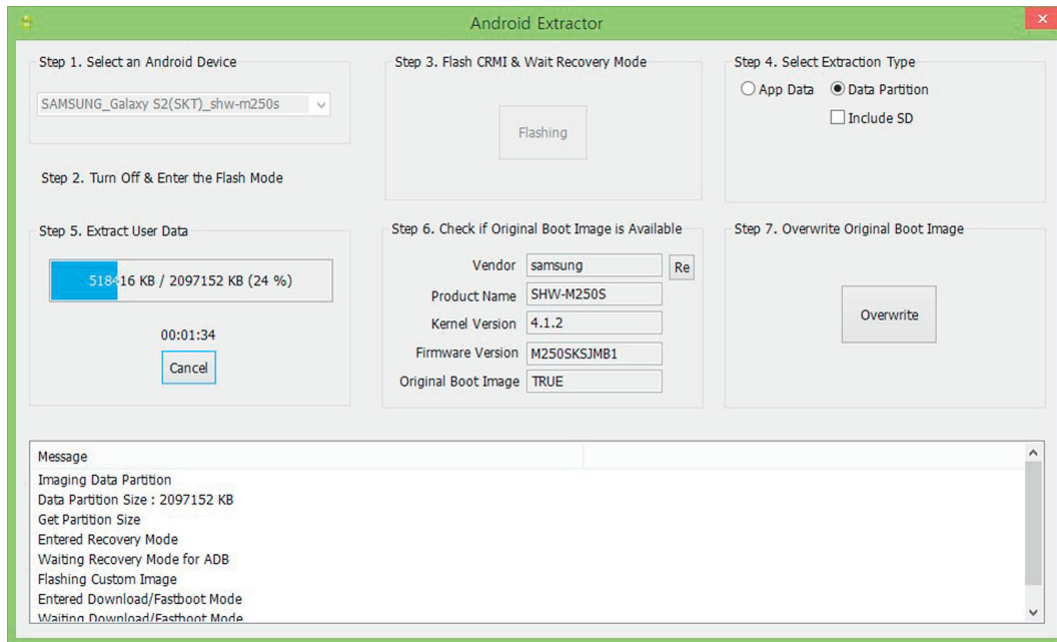 Android Extractor
Step 1. Select an Android Device
SAMSUNG_Galaxy S2(SKT)_shw-m250s
Step 2. Turn Off & Enter the Flash Mode
Step 3. Flash CRMI & Wait Recovery Mode
Flashing
Step 4. Select Extraction Type
App Data
Data Partition
Include SD
Step 5. Extract User Data
518416 KB / 2097152 KB (24 %)
00:01:34
Cancel
Step 6. Check if Original Boot Image is Available
Vendor samsung Re
Product Name SHW-M250S
Kernel Version 4.1.2
Firmware Version M250SKSJMB1
Original Boot Image TRUE
Step 7. Overwrite Original Boot Image
Overwrite
Message
Imaging Data Partition
Data Partition Size : 2097152 KB
Get Partition Size
Entered Recovery Mode
Waiting Recovery Mode for ADB
Flashing Custom Image
Entered Download/Fastboot Mode
Waiting Download/Fastboot Mode